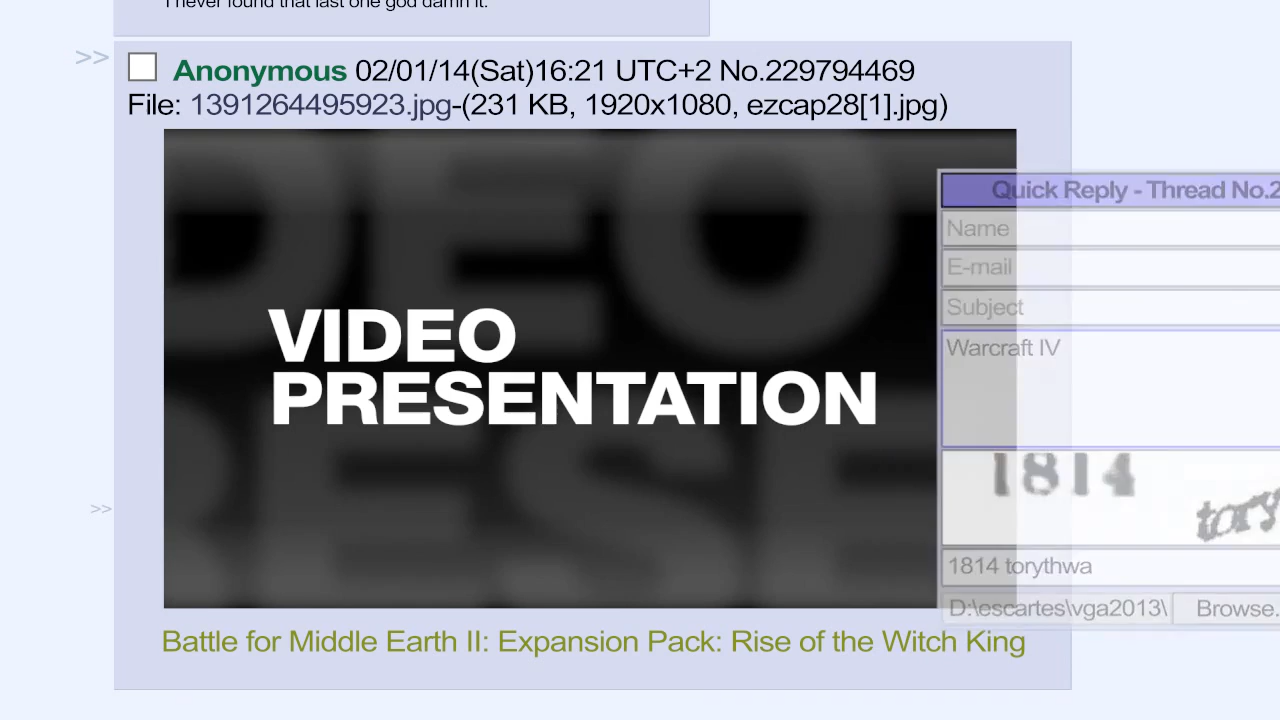 I never found that last one god damn it.
>>
Anonymous 02/01/14(Sat)16:21 UTC+2 No.229794469
File: 1391264495923.jpg-(231 KB, 1920x1080, ezcap28[1].jpg)
VIDEO
PRESENTATION
Battle for Middle Earth II: Expansion Pack: Rise of the Witch King
>>
Quick Reply - Thread No.2
Name
E-mail
Subject
Warcraft IV
1814 tory
1814 torythwa
D:\escartes\vga2013\ Browse.